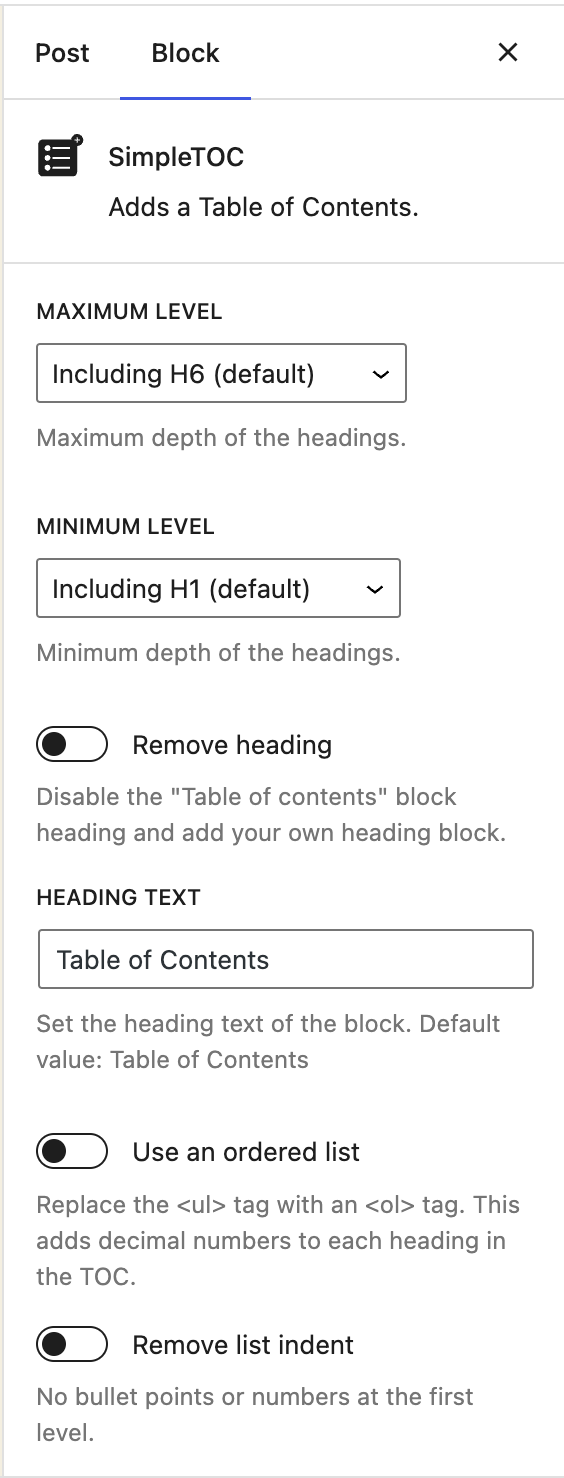 Post Block
SimpleTOC
Adds a Table of Contents.
MAXIMUM LEVEL
Including H6 (default)
Maximum depth of the headings.
MINIMUM LEVEL
Including H1 (default)
Minimum depth of the headings.
Remove heading
Disable the "Table of contents" block
heading and add your own heading block.
HEADING TEXT
Table of Contents
Set the heading text of the block. Default
value: Table of Contents
Use an ordered list
Replace the <ul> tag with an <ol> tag. This
adds decimal numbers to each heading in
the TOC.
Remove list indent
No bullet points or numbers at the first
level.